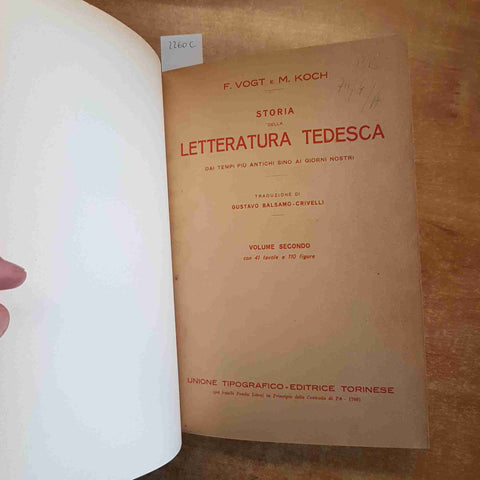 2260c
F. VOGT E M. KOCH
STORIA
DELLA
LETTERATURA TEDESCA
DAI TEMPI PIÙ ANTICHI SINO AI GIORNI NOSTRI
TRADUZIONE DI
GUSTAVO BALSAMO-CRIVELLI
VOLUME SECONDO
con 41 tavole e 110 figure
UNIONE TIPOGRAFICO-EDITRICE TORINESE